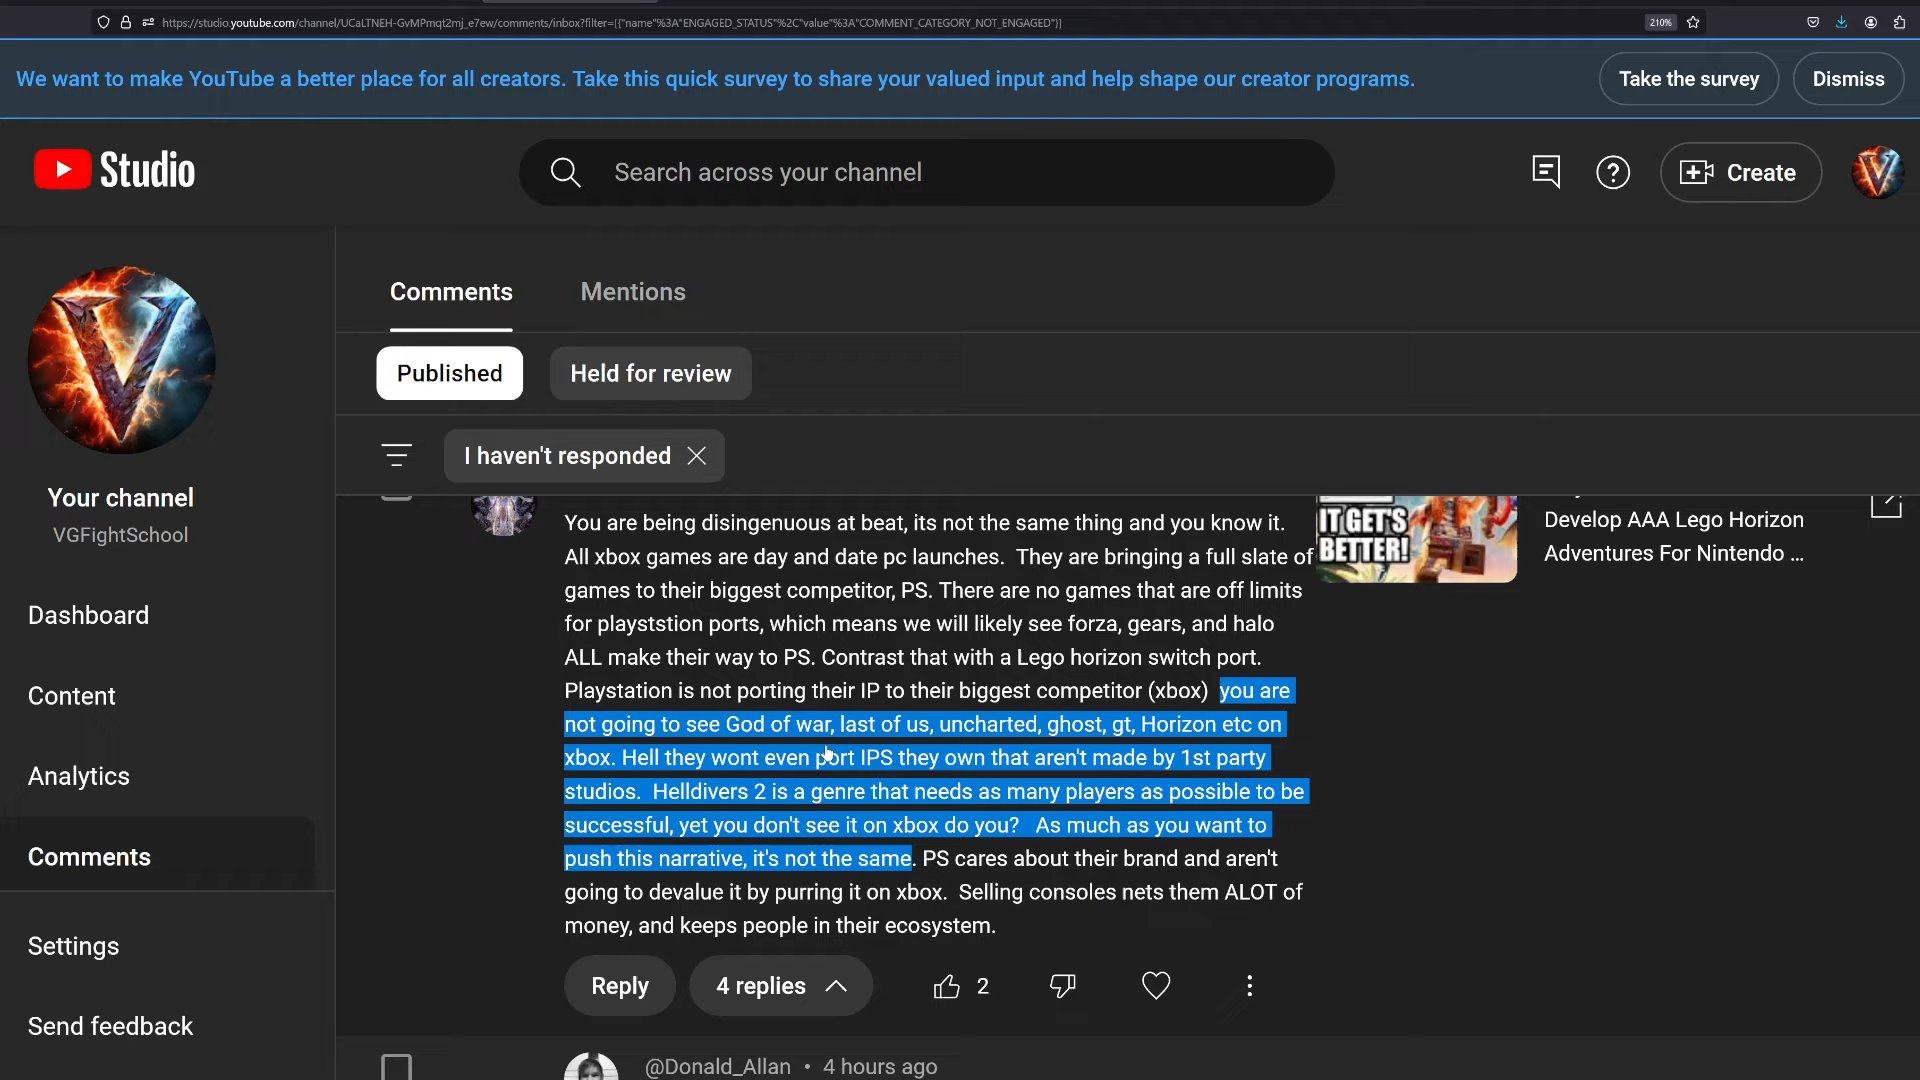 https://studio.youtube.com/channel/UCaLTNEH-GvMPmqt2mj_e7ew/comments/inbox?filter=[{"name"%3A"ENGAGED_STATUS"%2C"value"%3A"COMMENT_CATEGORY_NOT_ENGAGED"}]
210%
We want to make YouTube a better place for all creators. Take this quick survey to share your valued input and help shape our creator programs.
Take the survey
Dismiss
Studio
Search across your channel
Create
Your channel
VGFightSchool
Dashboard
Content
Analytics
Comments
Settings
Send feedback
Comments
Mentions
Published
Held for review
I haven't responded
You are being disingenuous at beat, its not the same thing and you know it.
All xbox games are day and date pc launches.  They are bringing a full slate of
games to their biggest competitor, PS. There are no games that are off limits
for playststion ports, which means we will likely see forza, gears, and halo
ALL make their way to PS. Contrast that with a Lego horizon switch port.
Playstation is not porting their IP to their biggest competitor (xbox)  you are
not going to see God of war, last of us, uncharted, ghost, gt, Horizon etc on
xbox. Hell they wont even port IPS they own that aren't made by 1st party
studios.  Helldivers 2 is a genre that needs as many players as possible to be
successful, yet you don't see it on xbox do you?   As much as you want to
push this narrative, it's not the same. PS cares about their brand and aren't
going to devalue it by purring it on xbox.  Selling consoles nets them ALOT of
money, and keeps people in their ecosystem.
Reply
4 replies
2
IT GET'S
BETTER!
Develop AAA Lego Horizon
Adventures For Nintendo ...
@Donald_Allan • 4 hours ago